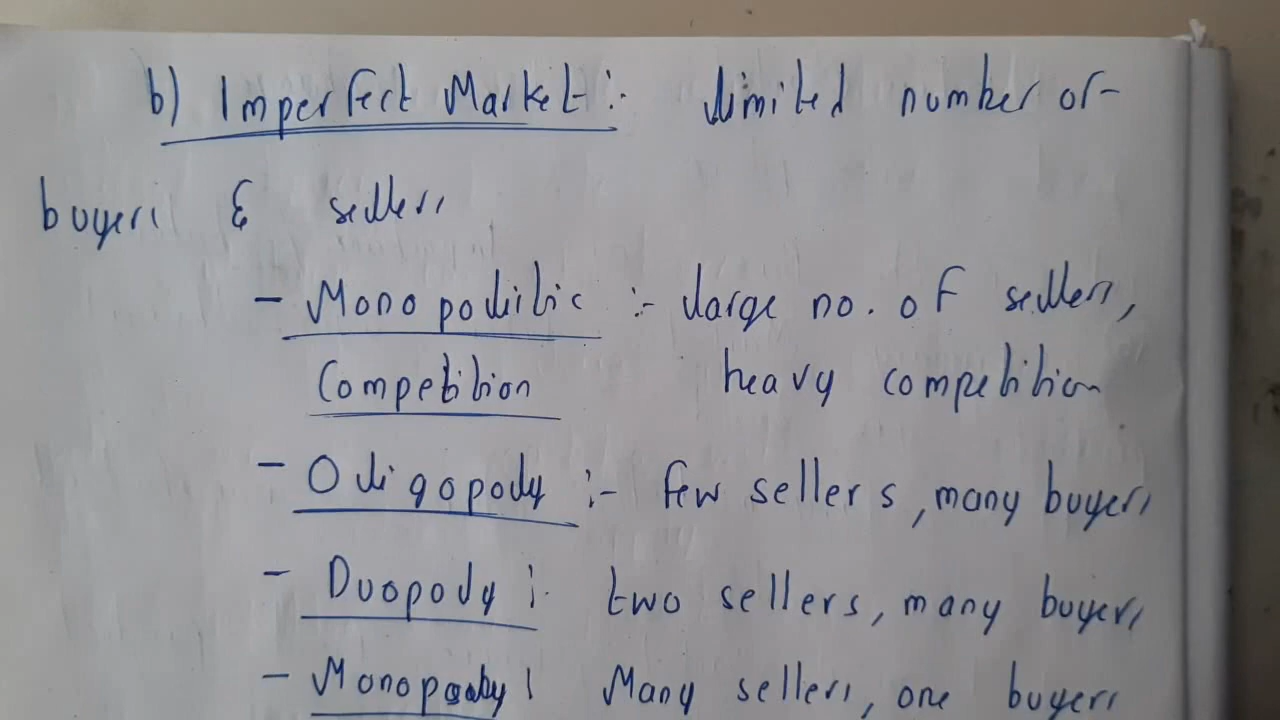 b) Imperfect Market :- limited number of
buyers & sellers
- Monopolistic :- large no. of sellers,
Competition heavy competition
- Oligopoly :- few sellers, many buyers
- Duopoly :- two sellers, many buyers
- : Many sellers, one buyers